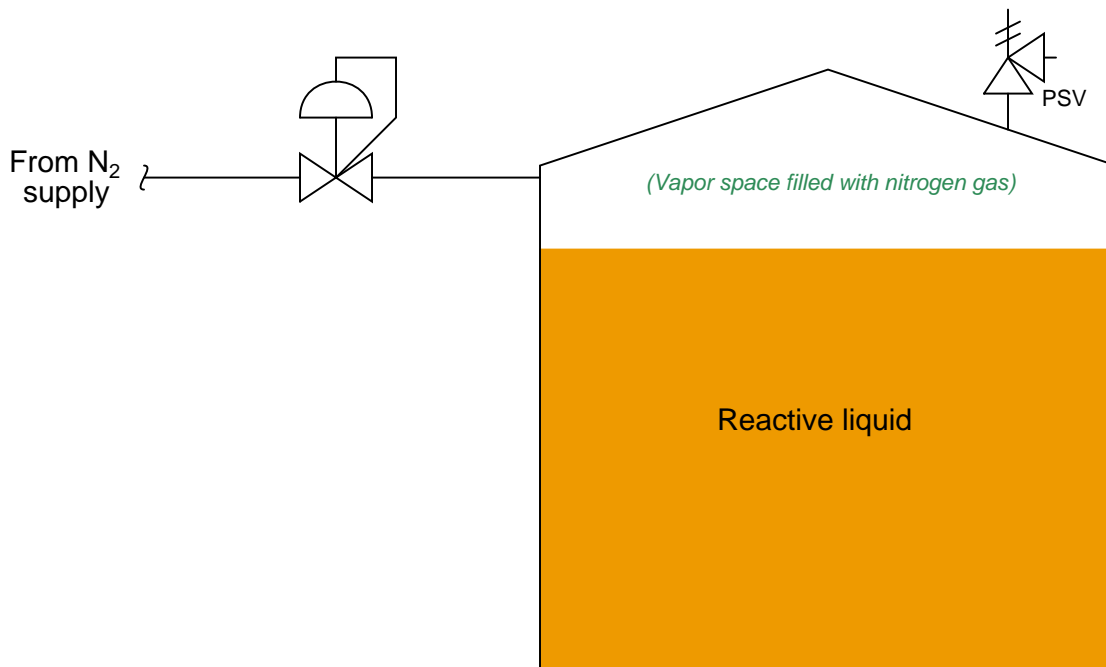 PSV
From N₂
supply
(Vapor space filled with nitrogen gas)
Reactive liquid